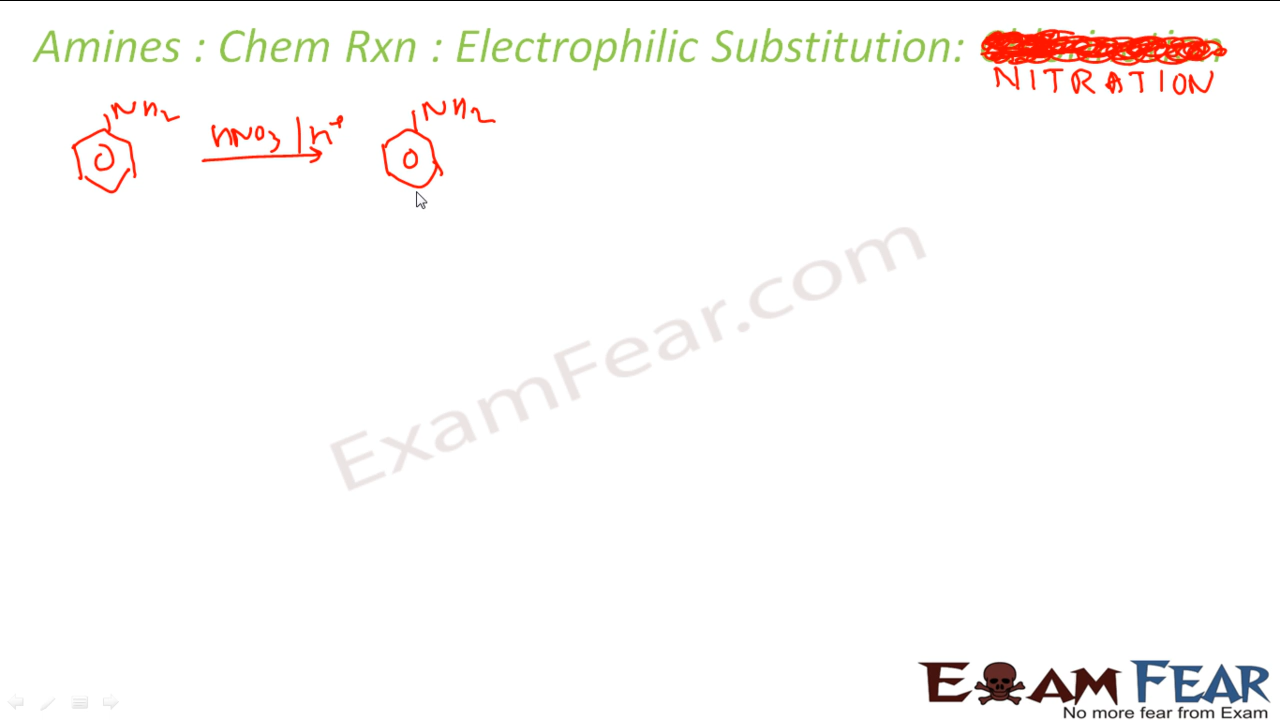 Amines : Chem Rxn : Electrophilic Substitution:
NITRATION
NH2 HNO3 | H+ NH2
ExamFear.com
EXAM FEAR
No more fear from Exam